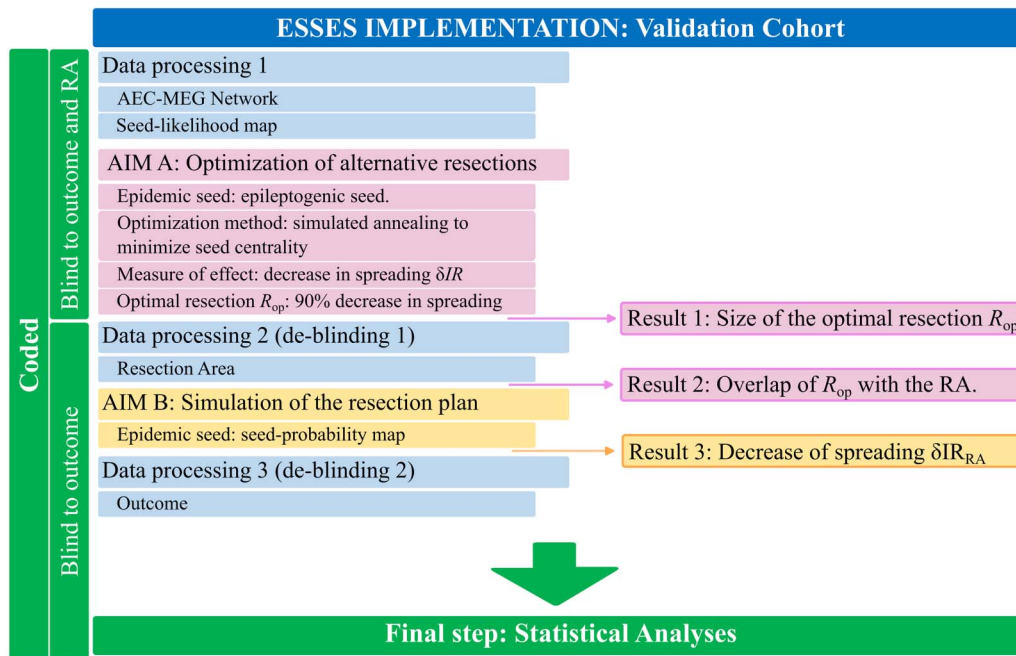 ESSES IMPLEMENTATION: Validation Cohort
Coded
Blind to outcome and RA
Data processing 1
AEC-MEG Network
Seed-likelihood map
AIM A: Optimization of alternative resections
Epidemic seed: epileptogenic seed.
Optimization method: simulated annealing to
minimize seed centrality
Measure of effect: decrease in spreading δIR
Optimal resection Rop: 90% decrease in spreading
Result 1: Size of the optimal resection Rop
Blind to outcome
Data processing 2 (de-blinding 1)
Resection Area
Result 2: Overlap of Rop with the RA.
AIM B: Simulation of the resection plan
Epidemic seed: seed-probability map
Result 3: Decrease of spreading δIRRA
Data processing 3 (de-blinding 2)
Outcome
Final step: Statistical Analyses